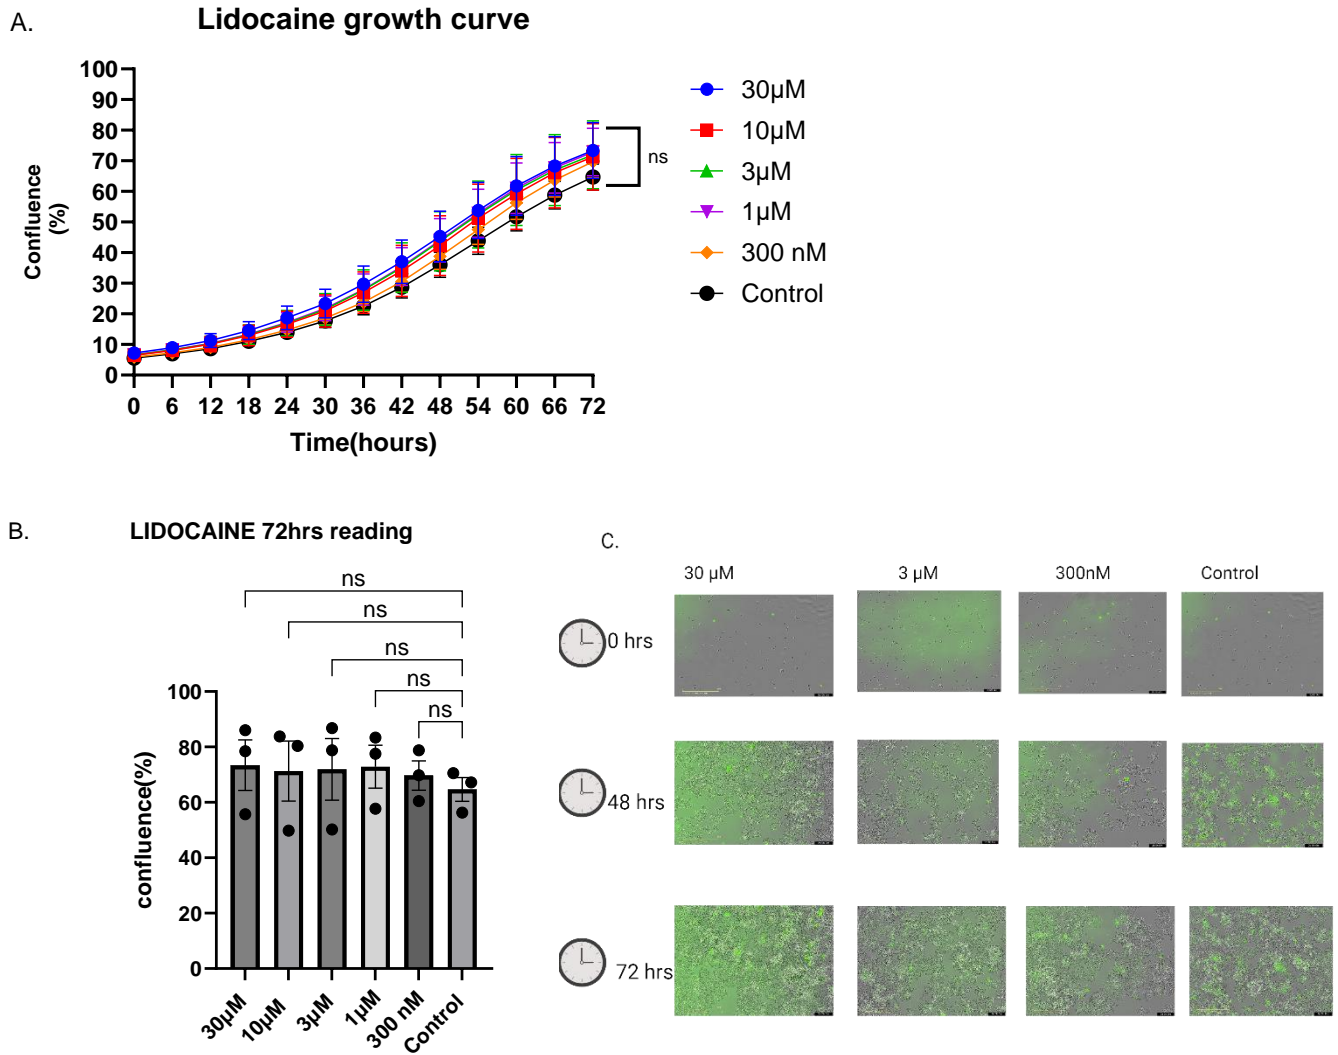 A.
Lidocaine growth curve
100
90
80
70
60
50
40
30
20
10
0
Confluence
(%)
0 6 12 18 24 30 36 42 48 54 60 66 72
Time(hours)
ns
30µM
10µM
3µM
1µM
300 nM
Control
B.
LIDOCAINE 72hrs reading
ns
ns
ns
ns
ns
100
80
60
40
20
0
confluence(%)
30µM 10µM 3µM 1µM 300 nM Control
C.
30 µM 3 µM 300nM Control
0 hrs
48 hrs
72 hrs